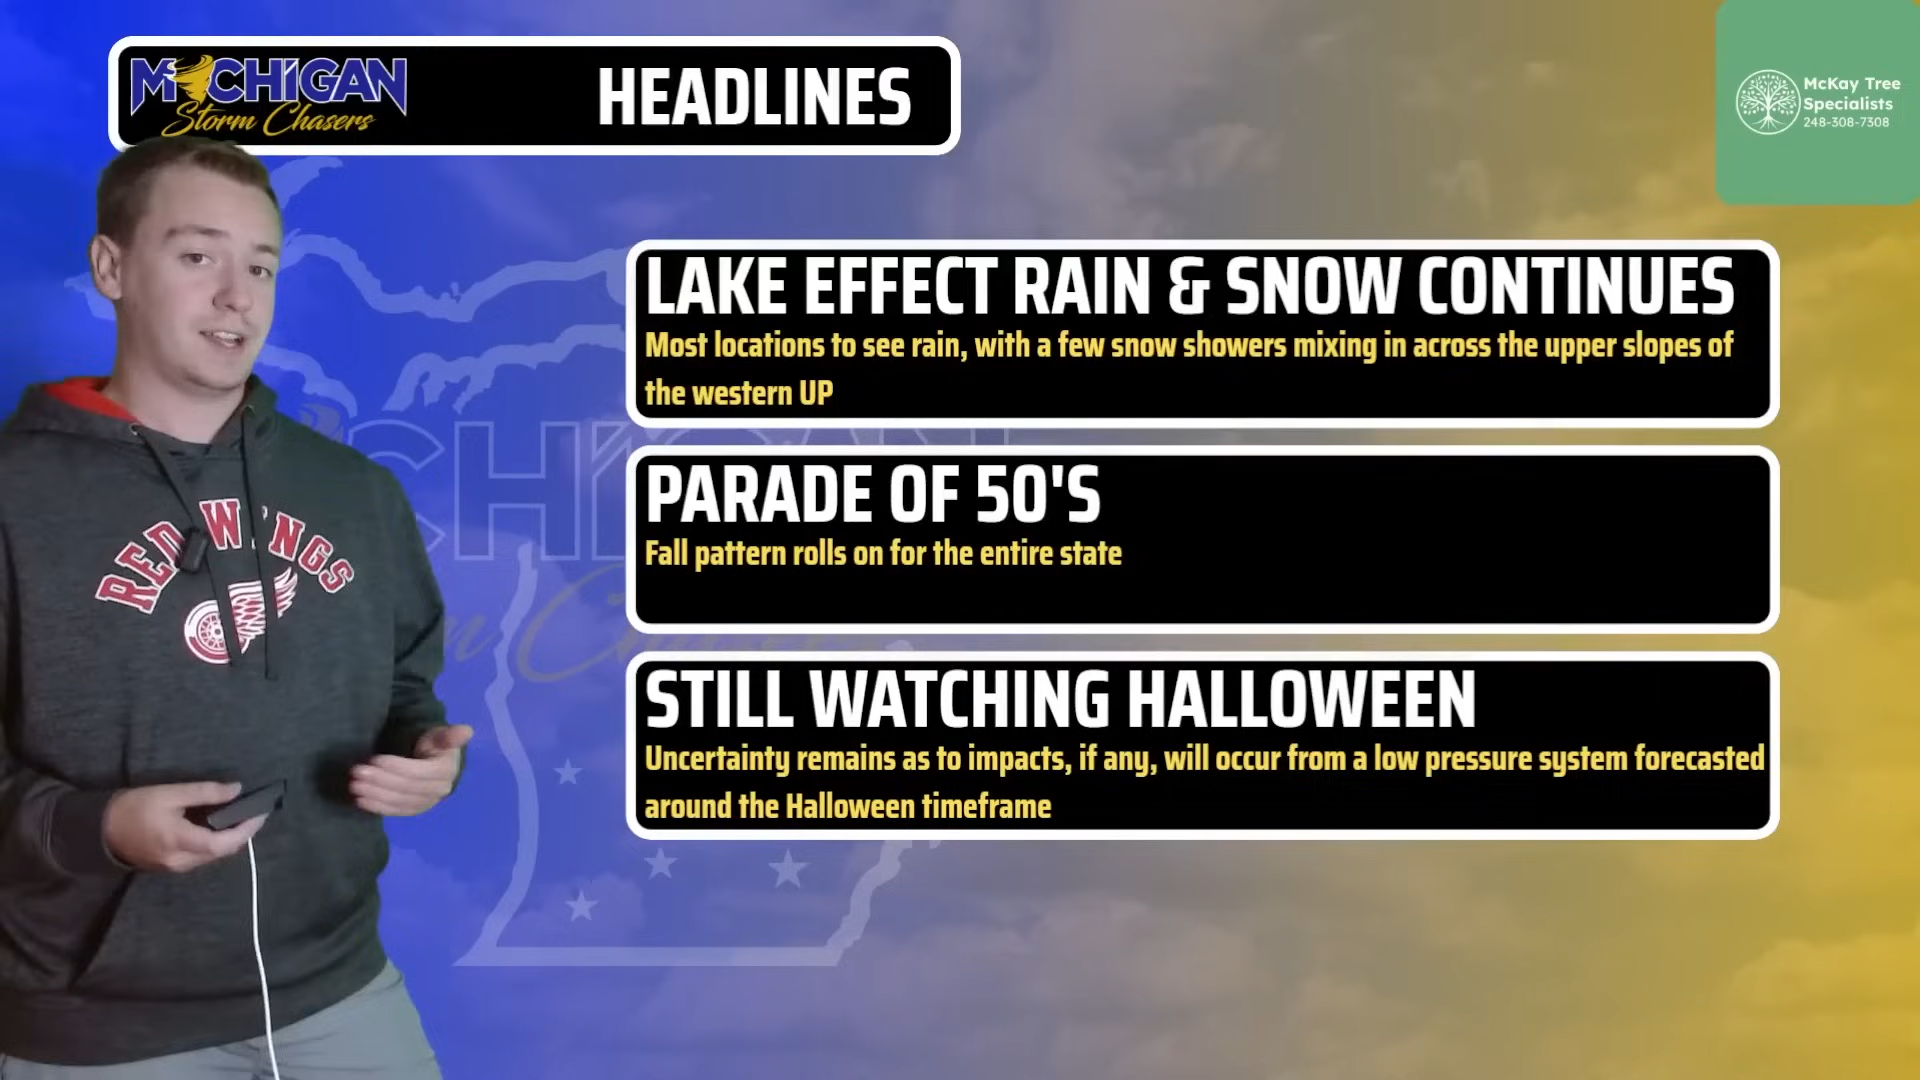 MICHIGAN
Storm Chasers
HEADLINES
McKay Tree
Specialists
248-308-7308
LAKE EFFECT RAIN & SNOW CONTINUES
Most locations to see rain, with a few snow showers mixing in across the upper slopes of
the western UP
PARADE OF 50'S
Fall pattern rolls on for the entire state
STILL WATCHING HALLOWEEN
Uncertainty remains as to impacts, if any, will occur from a low pressure system forecasted
around the Halloween timeframe
RED WINGS